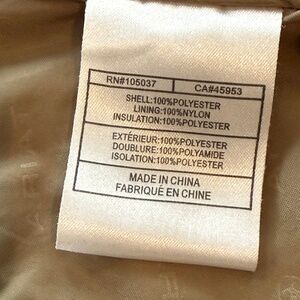 RN#105037 CA#45953
SHELL:100%POLYESTER
LINING:100%NYLON
INSULATION:100%POLYESTER
EXTÉRIEUR:100%POLYESTER
DOUBLURE:100%POLYAMIDE
ISOLATION:100%POLYESTER
MADE IN CHINA
FABRIQUÉ EN CHINE